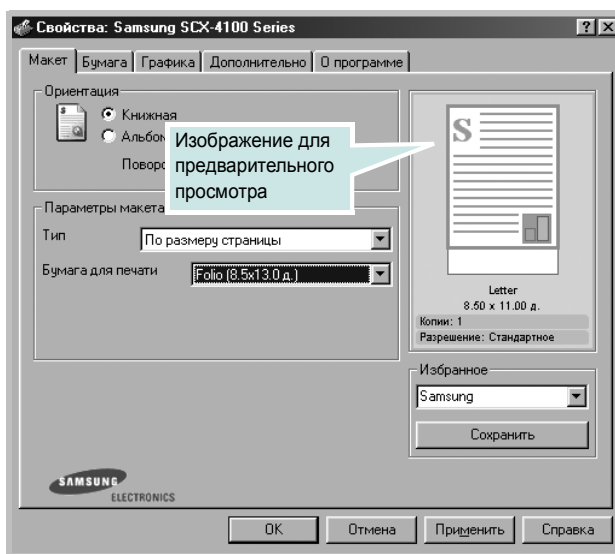 Свойства: Samsung SCX-4100 Series
Макет Бумага Графика Дополнительно О программе
Ориентация
Книжная
Изображение для
предварительного
просмотра
Параметры макета
Тип
По размеру страницы
Бумага для печати
Folio (8.5x13.0 д.)
S
Letter
8.50 x 11.00 д.
Копии: 1
Разрешение: Стандартное
Избранное
Samsung
Сохранить
SAMSUNG
ELECTRONICS
OK Отмена Применить Справка